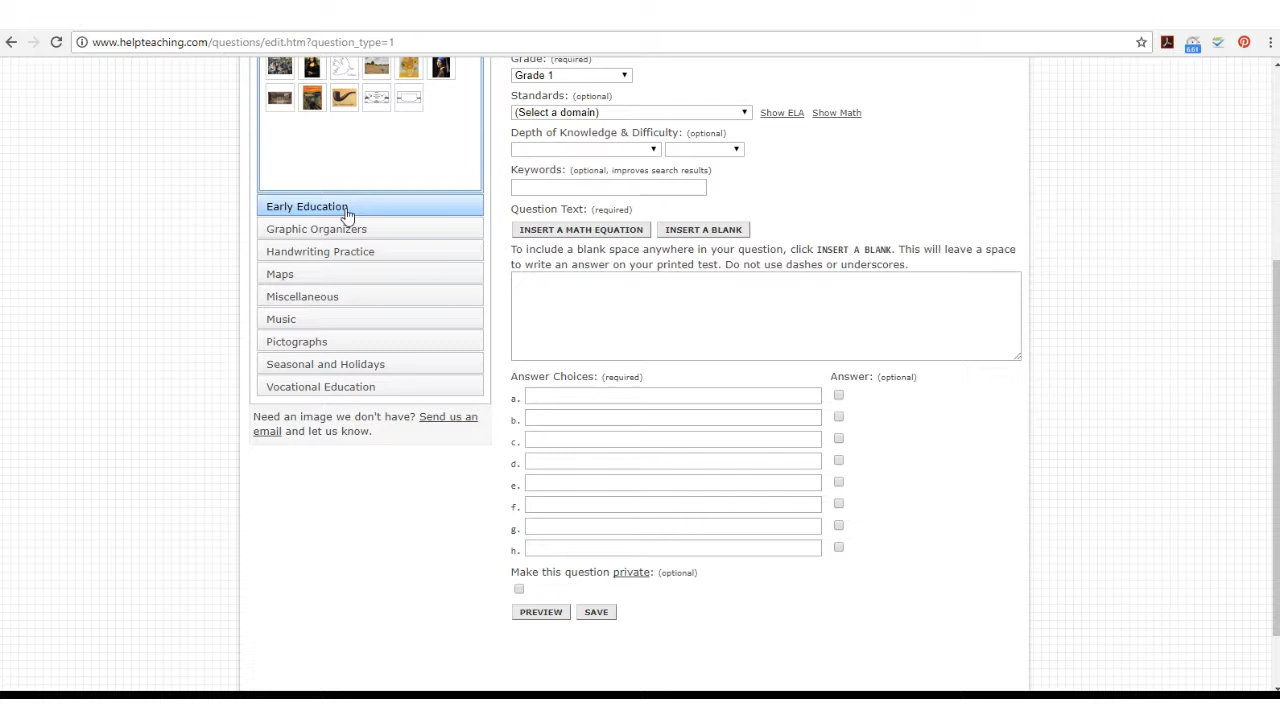 www.helpteaching.com/questions/edit.htm?question_type=1
6.01
Early Education
Graphic Organizers
Handwriting Practice
Maps
Miscellaneous
Music
Pictographs
Seasonal and Holidays
Vocational Education
Need an image we don't have? Send us an
email and let us know.
Grade: (required)
Grade 1
Standards: (optional)
(Select a domain) Show ELA Show Math
Depth of Knowledge & Difficulty: (optional)
Keywords: (optional, improves search results)
Question Text: (required)
INSERT A MATH EQUATION INSERT A BLANK
To include a blank space anywhere in your question, click INSERT A BLANK. This will leave a space
to write an answer on your printed test. Do not use dashes or underscores.
Answer Choices: (required) Answer: (optional)
a.
b.
c.
d.
e.
f.
g.
h.
Make this question private: (optional)
PREVIEW SAVE